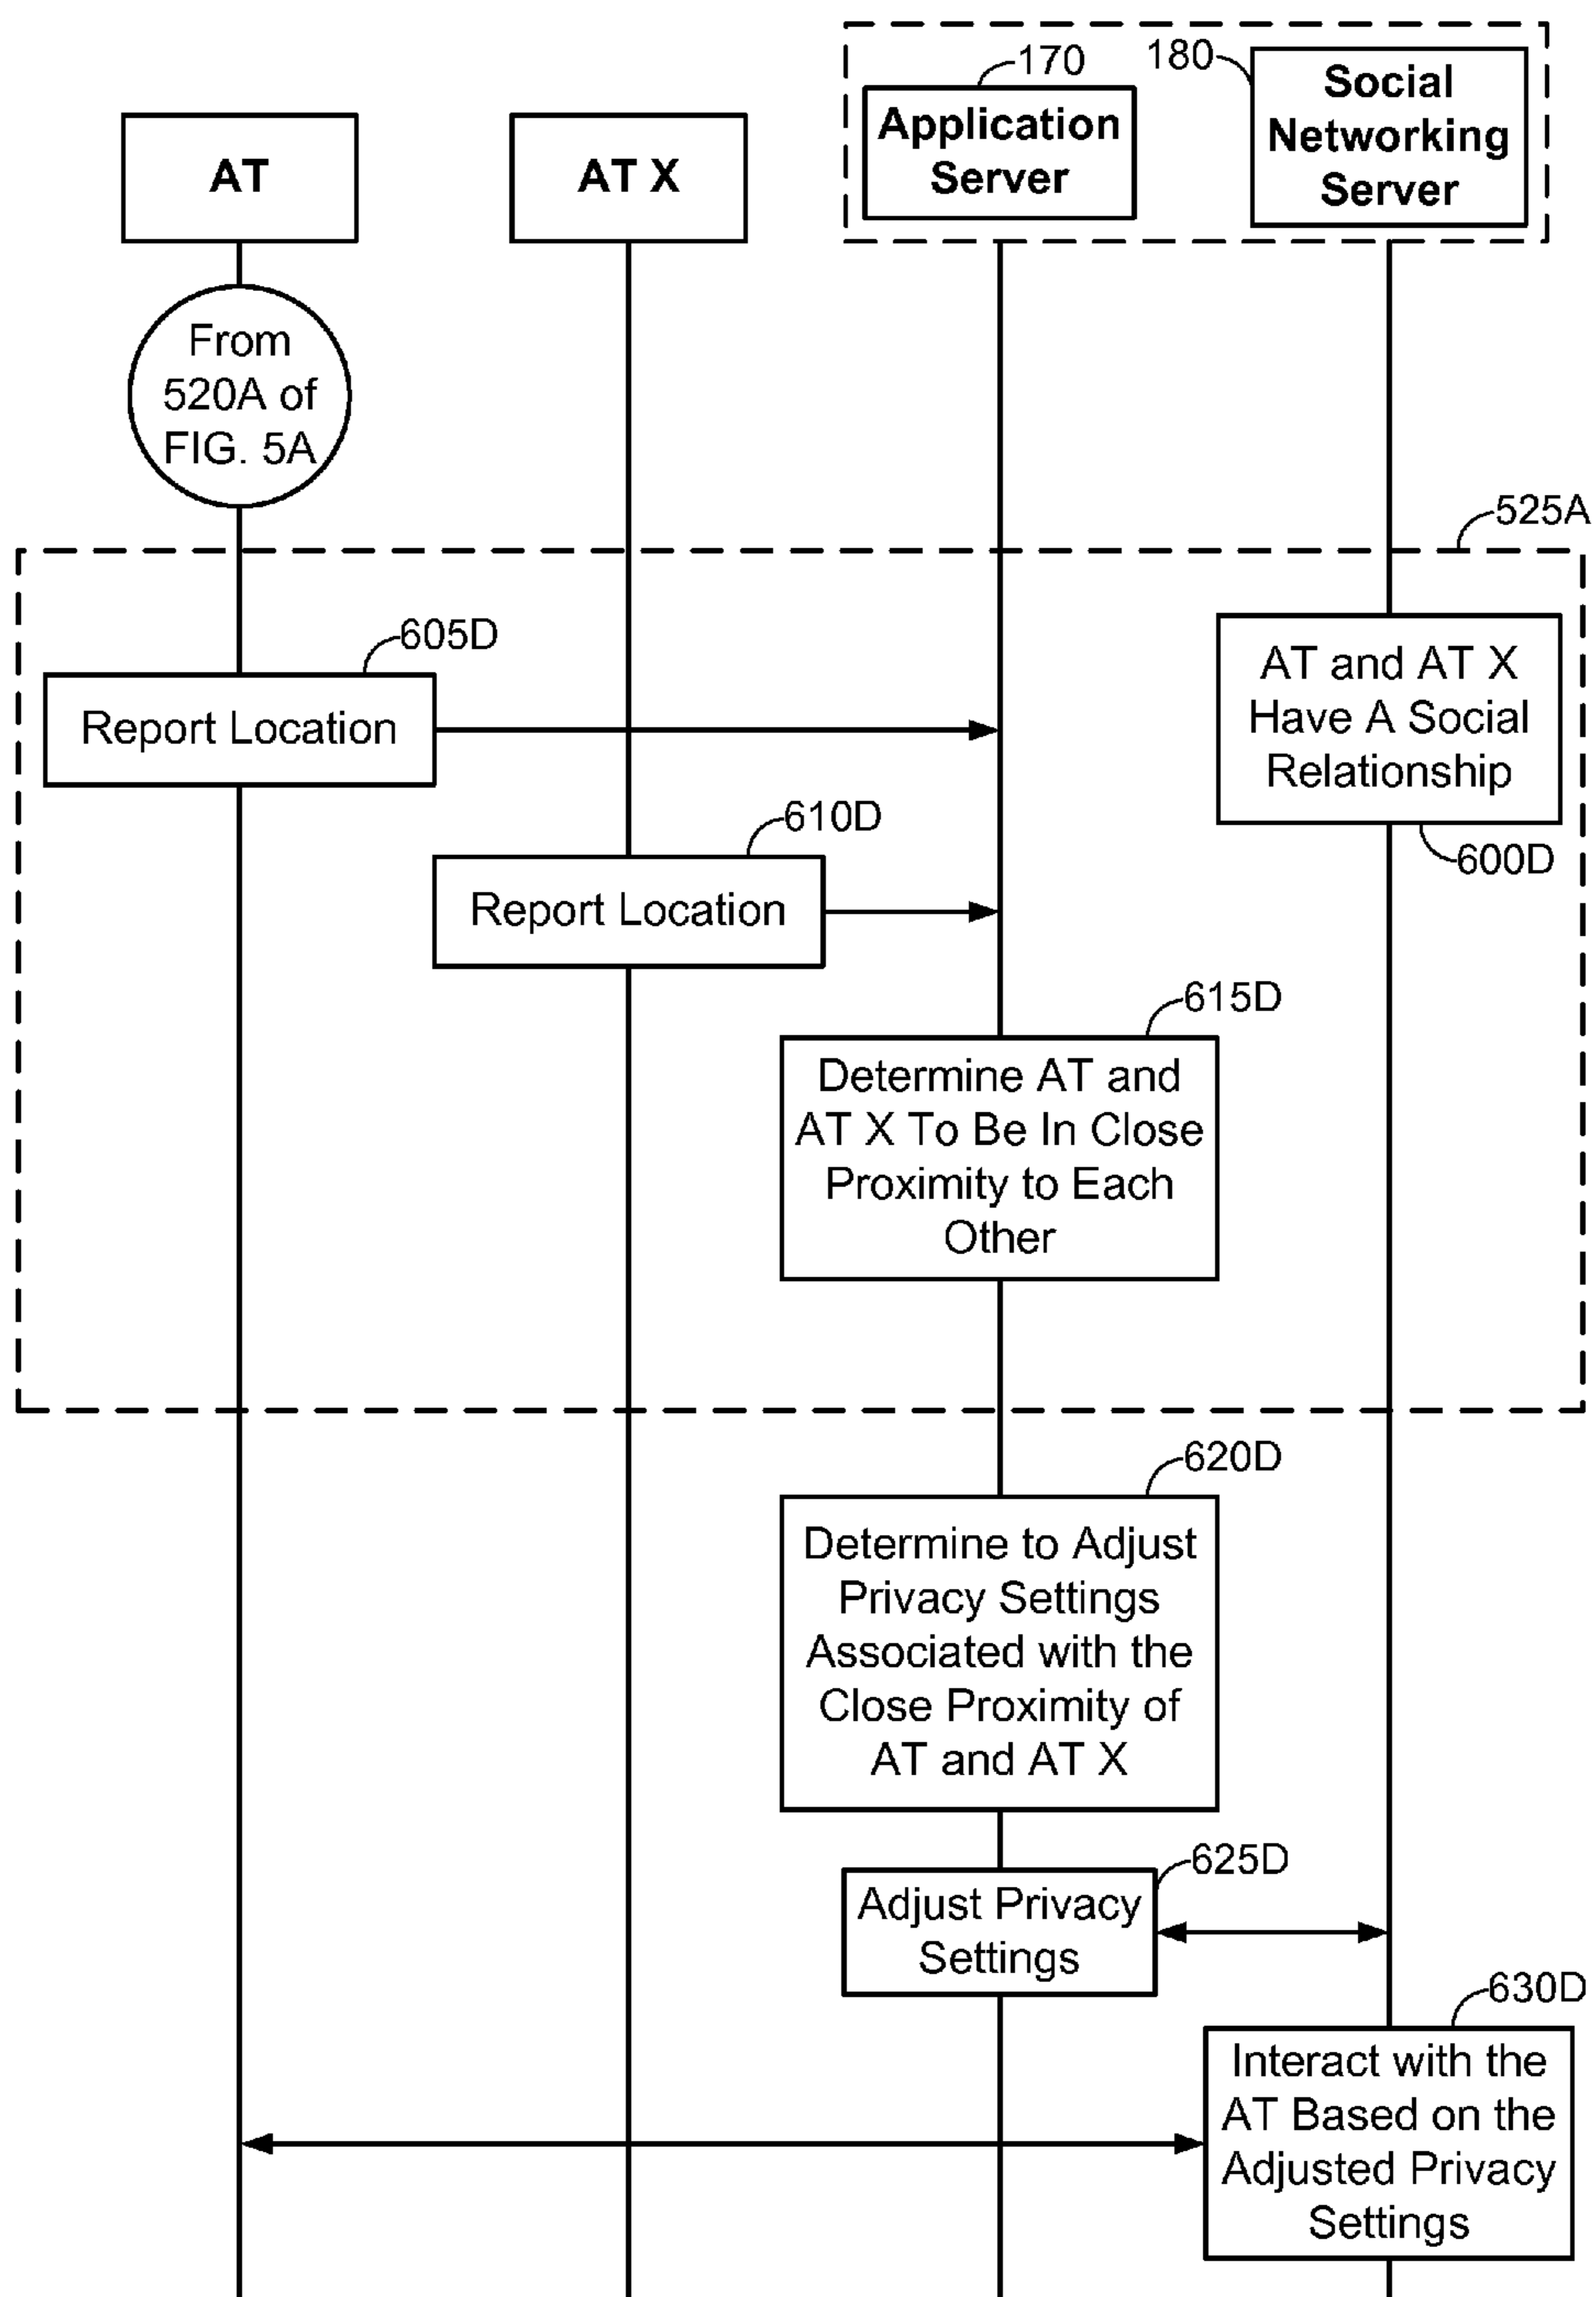 170
180
Application
Server
Social
Networking
Server
AT
AT X
From
520A of
FIG. 5A
525A
605D
Report Location
AT and AT X
Have A Social
Relationship
600D
610D
Report Location
615D
Determine AT and
AT X To Be In Close
Proximity to Each
Other
620D
Determine to Adjust
Privacy Settings
Associated with the
Close Proximity of
AT and AT X
625D
Adjust Privacy
Settings
630D
Interact with the
AT Based on the
Adjusted Privacy
Settings